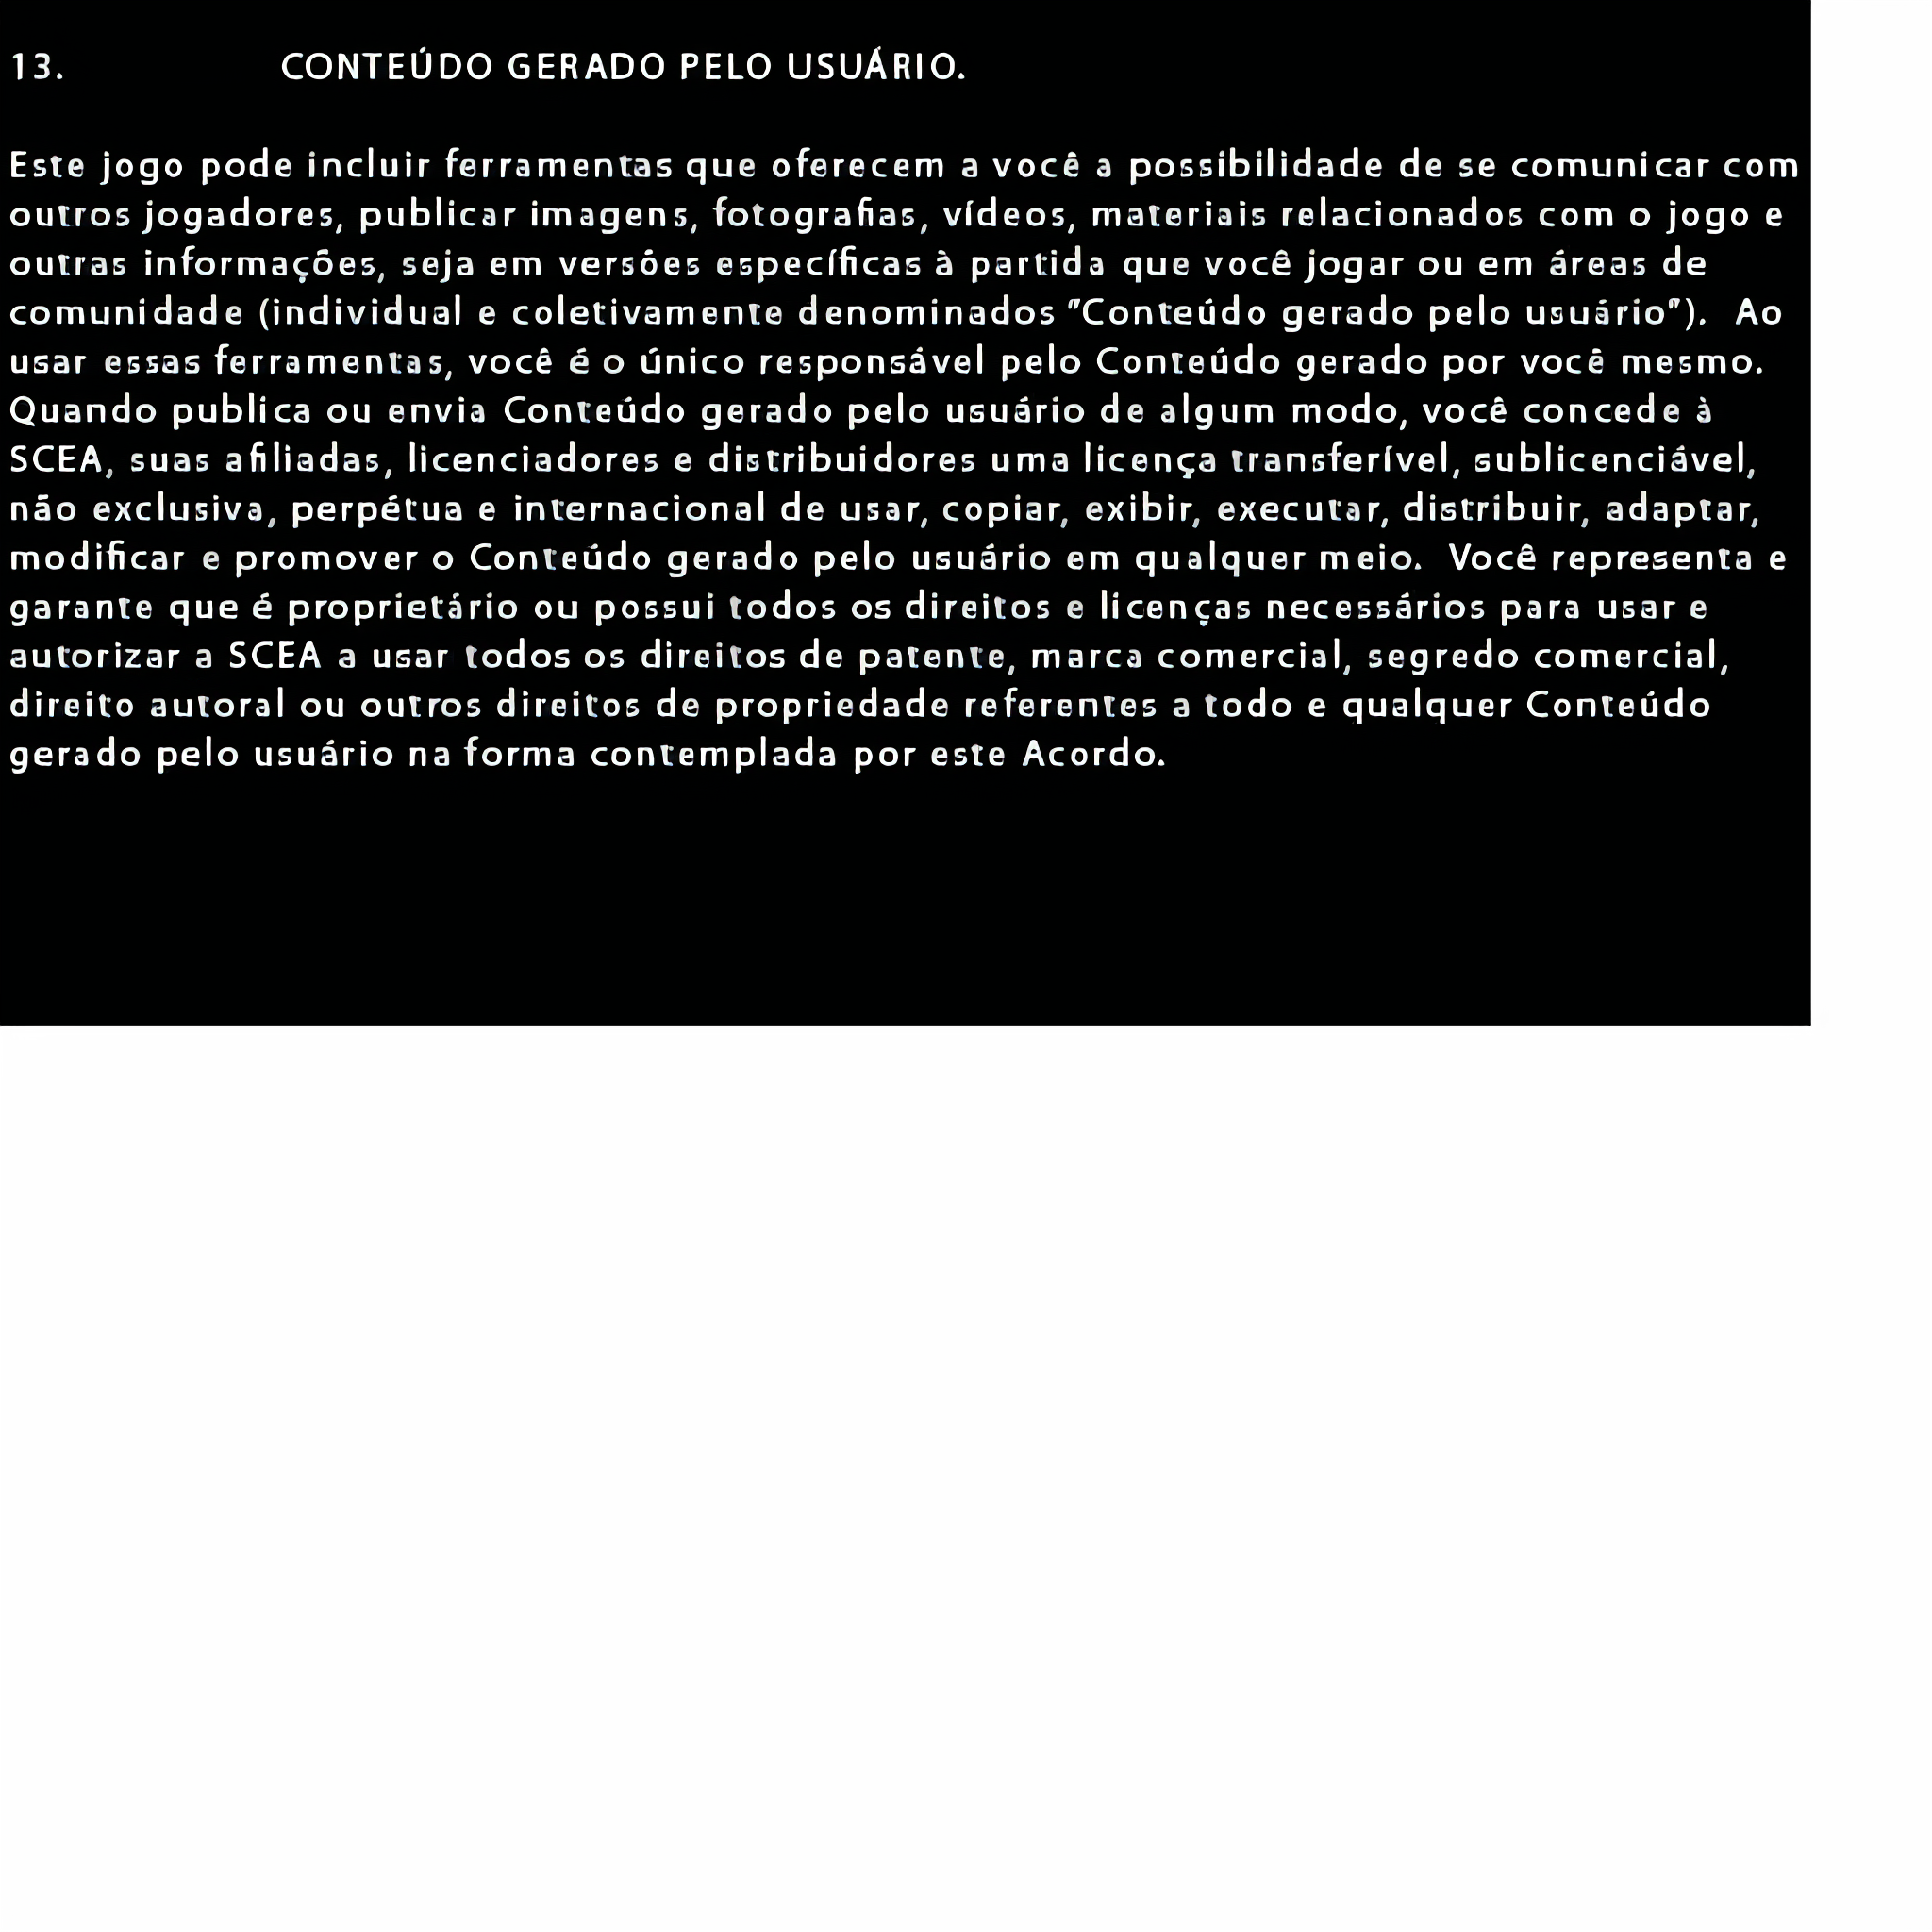 13. CONTEÚDO GERADO PELO USUÁRIO.
Este jogo pode incluir ferramentas que oferecem a você a possibilidade de se comunicar com
outros jogadores, publicar imagens, fotografias, vídeos, materiais relacionados com o jogo e
outras informações, seja em versões específicas à partida que você jogar ou em áreas de
comunidade (individual e coletivamente denominados "Conteúdo gerado pelo usuário"). Ao
usar essas ferramentas, você é o único responsável pelo Conteúdo gerado por você mesmo.
Quando publica ou envia Conteúdo gerado pelo usuário de algum modo, você concede à
SCEA, suas afiliadas, licenciadores e distribuidores uma licença transferível, sublicenciável,
não exclusiva, perpétua e internacional de usar, copiar, exibir, executar, distribuir, adaptar,
modificar e promover o Conteúdo gerado pelo usuário em qualquer meio. Você representa e
garante que é proprietário ou possui todos os direitos e licenças necessários para usar e
autorizar a SCEA a usar todos os direitos de patente, marca comercial, segredo comercial,
direito autoral ou outros direitos de propriedade referentes a todo e qualquer Conteúdo
gerado pelo usuário na forma contemplada por este Acordo.